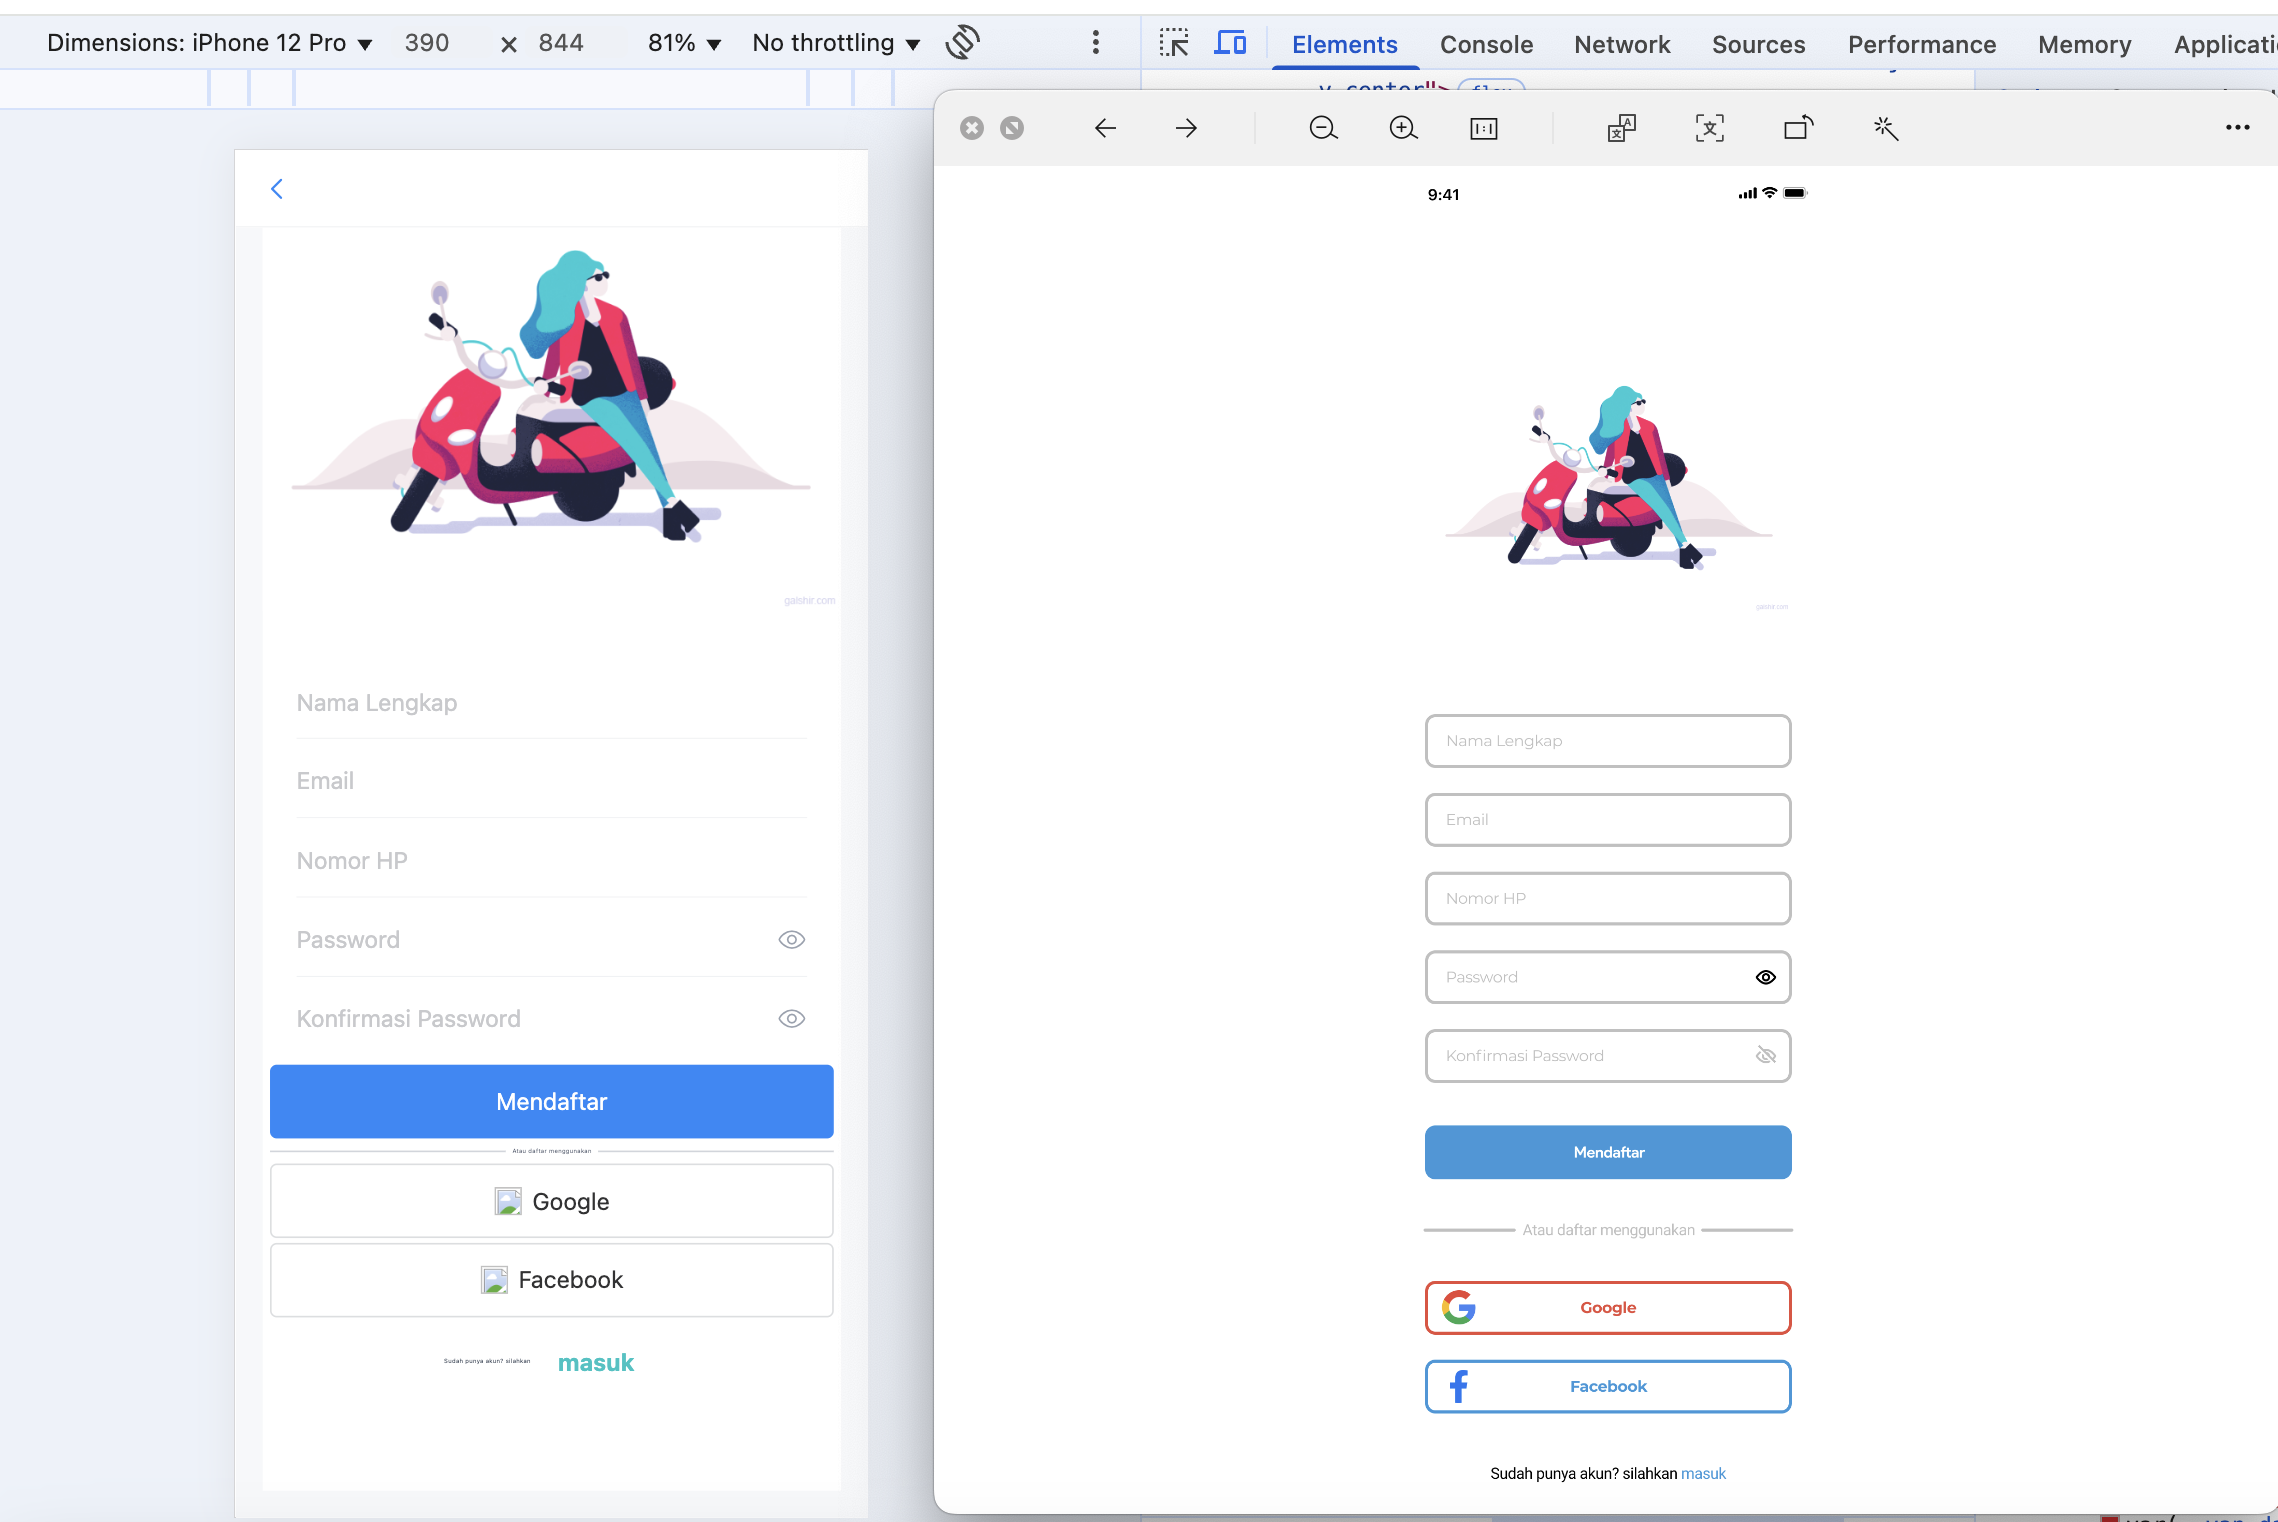 Dimensions: iPhone 12 Pro ▼ 390 × 844 81% ▼ No throttling ▼
Elements Console Network Sources Performance Memory Applicati
y-center">
galshir.com
Nama Lengkap
Email
Nomor HP
Password
Konfirmasi Password
Mendaftar
Atau daftar menggunakan
Google
Facebook
Sudah punya akun? silahkan masuk
9:41
galshir.com
Nama Lengkap
Email
Nomor HP
Password
Konfirmasi Password
Mendaftar
Atau daftar menggunakan
Google
Facebook
Sudah punya akun? silahkan masuk